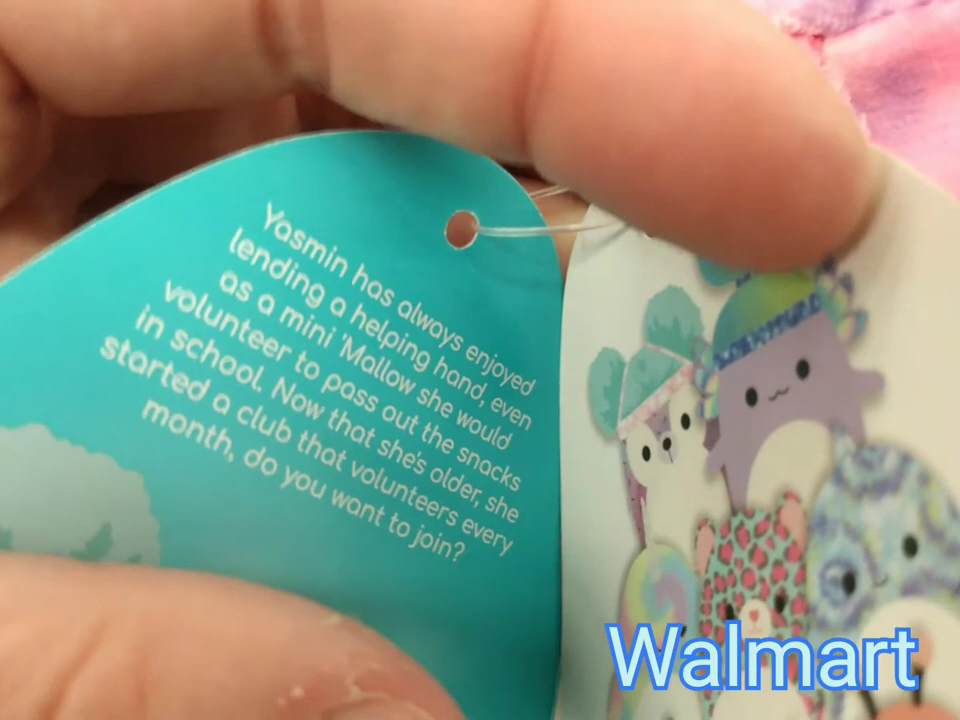 Yasmin has always enjoyed
lending a helping hand, even
as a mini 'Mallow she would
volunteer to pass out the snacks
in school. Now that she's older, she
started a club that volunteers every
month, do you want to join?
Walmart